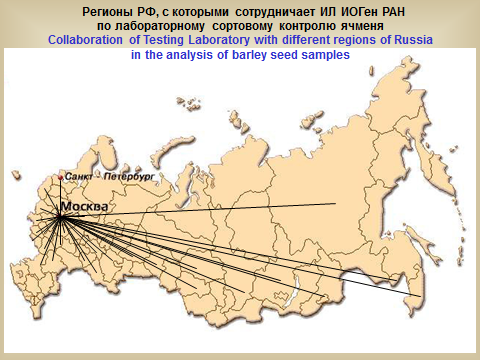 Регионы РФ, с которыми сотрудничает ИЛ ИОГен РАН
по лабораторному сортовому контролю ячменя
Collaboration of Testing Laboratory with different regions of Russia
in the analysis of barley seed samples
Санкт - Петербург
Москва